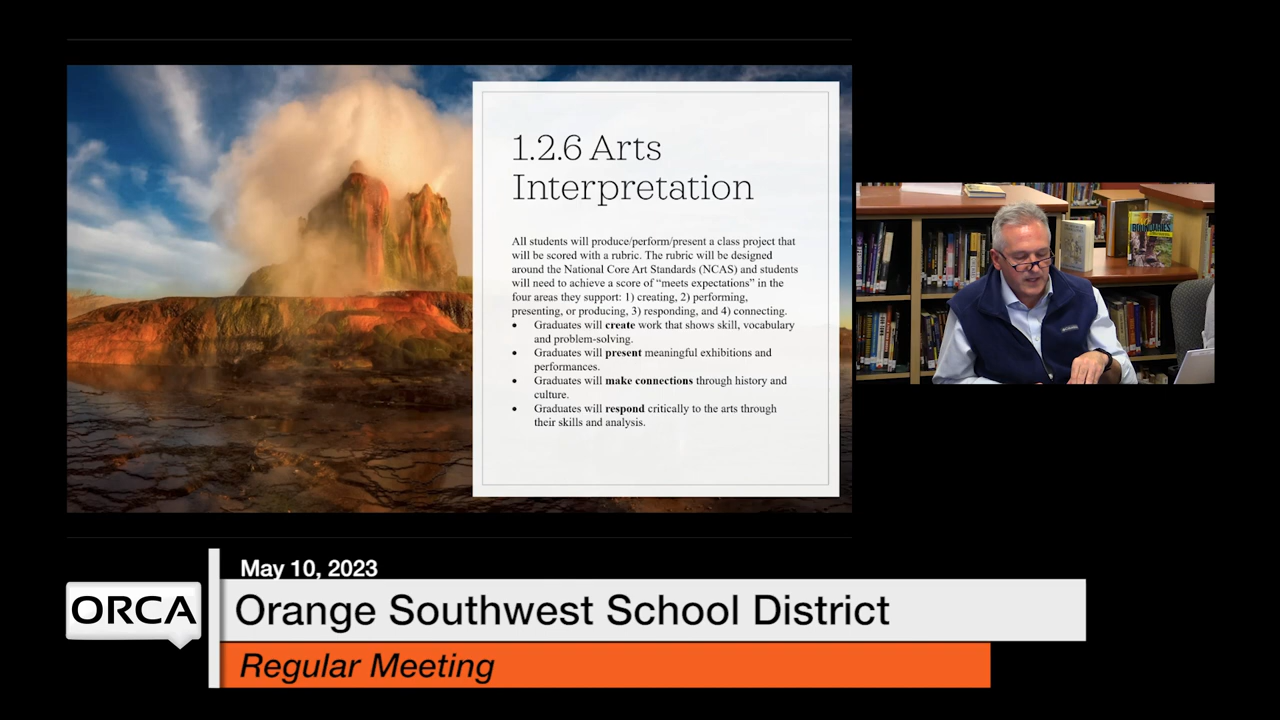 1.2.6 Arts
Interpretation
All students will produce/perform/present a class project that
will be scored with a rubric. The rubric will be designed
around the National Core Art Standards (NCAS) and students
will need to achieve a score of “meets expectations” in the
four areas they support: 1) creating, 2) performing,
presenting, or producing, 3) responding, and 4) connecting.
• Graduates will create work that shows skill, vocabulary
and problem-solving.
• Graduates will present meaningful exhibitions and
performances.
• Graduates will make connections through history and
culture.
• Graduates will respond critically to the arts through
their skills and analysis.
BOUNDARIES
May 10, 2023
ORCA
Orange Southwest School District
Regular Meeting